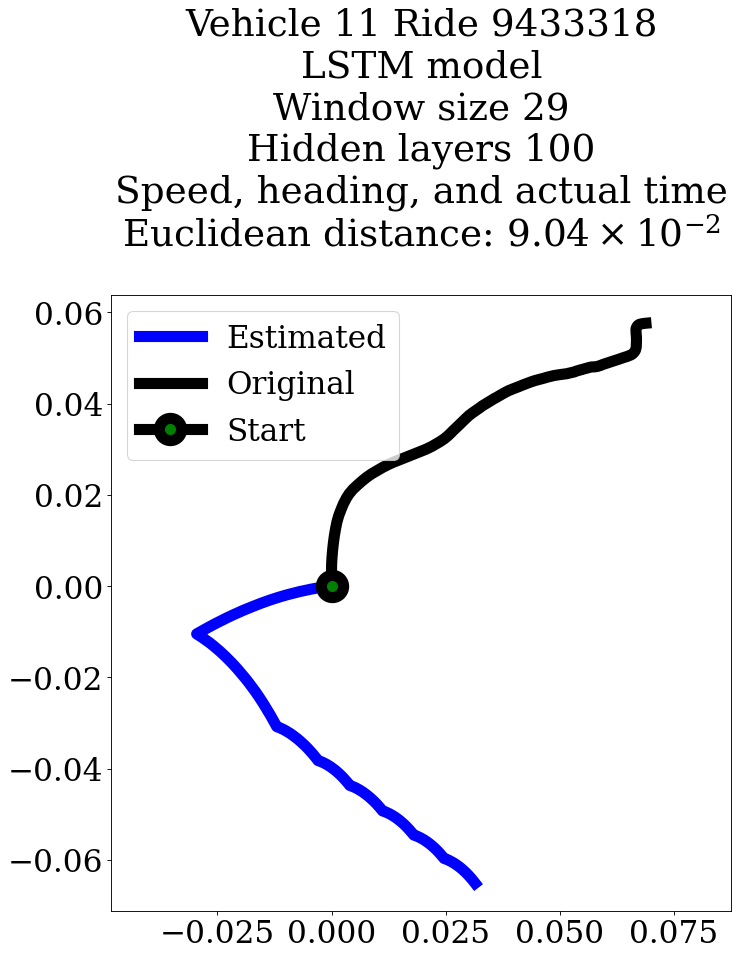 Vehicle 11 Ride 9433318
LSTM model
Window size 29
Hidden layers 100
Speed, heading, and actual time
Euclidean distance: 9.04 × 10⁻²
Estimated
Original
Start
0.06
0.04
0.02
0.00
−0.02
−0.04
−0.06
−0.025 0.000 0.025 0.050 0.075